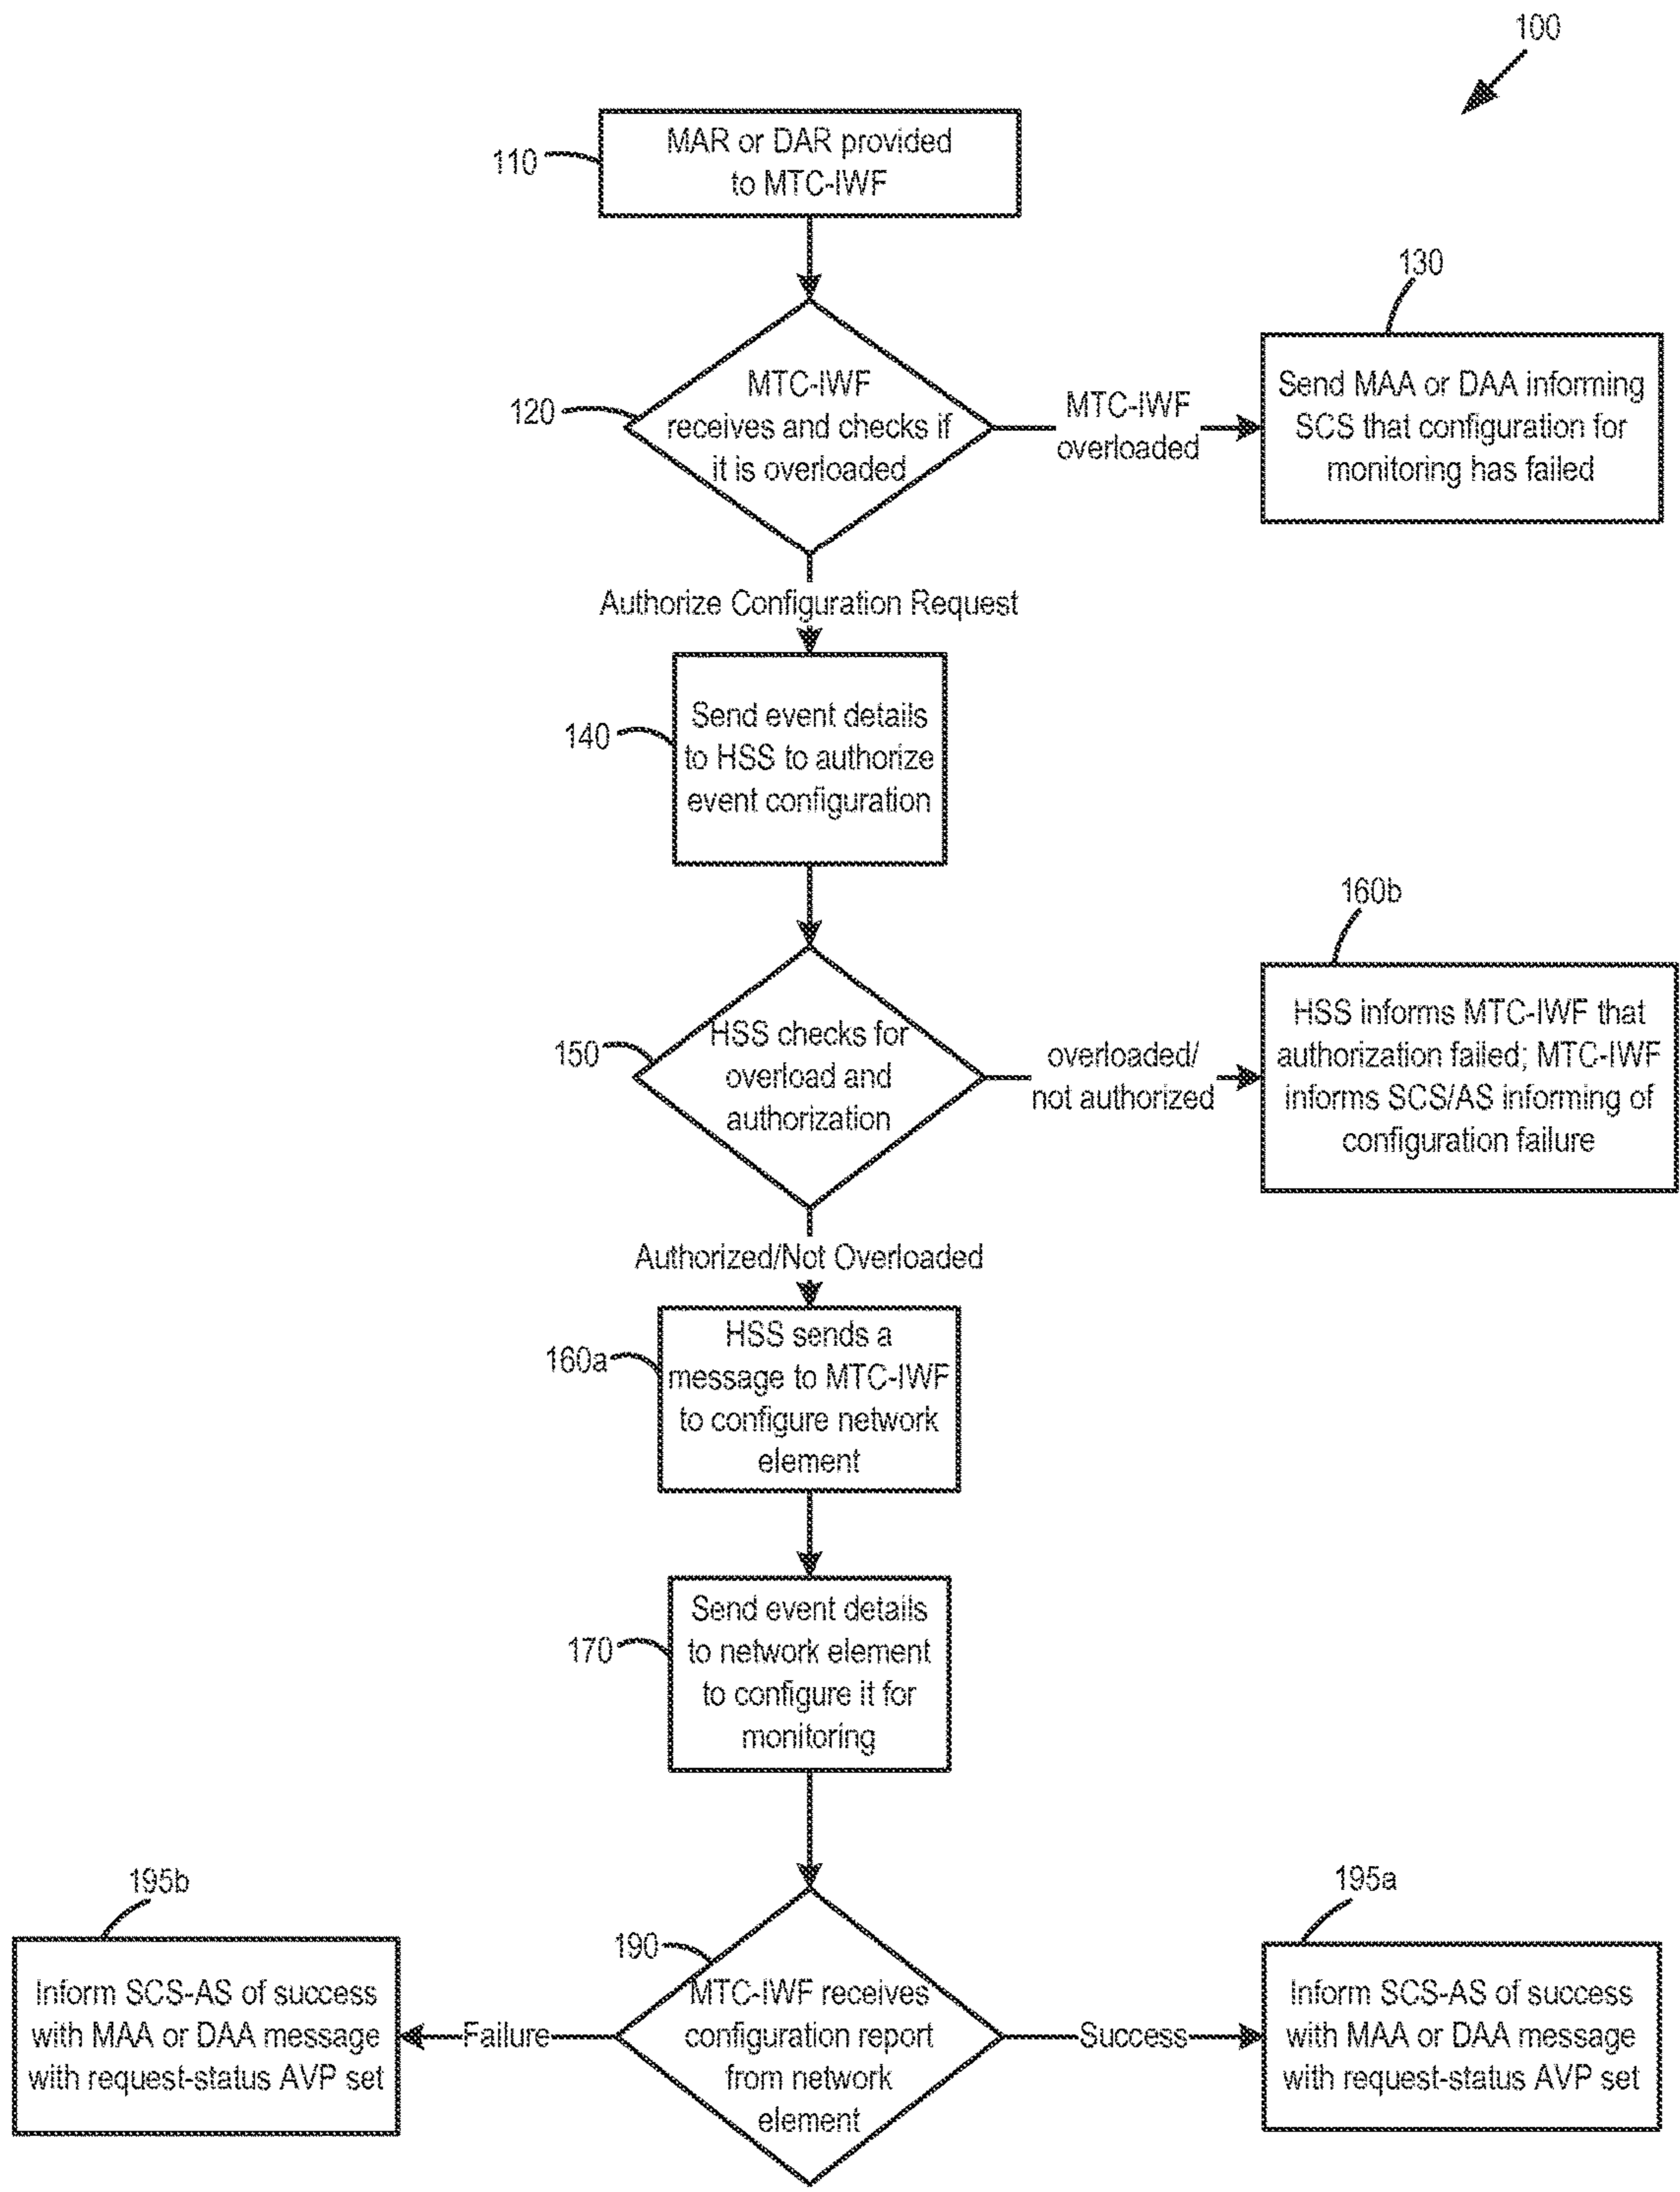 100
110
MAR or DAR provided
to MTC-IWF
120
MTC-IWF
receives and checks if
it is overloaded
MTC-IWF
overloaded
130
Send MAA or DAA informing
SCS that configuration for
monitoring has failed
Authorize Configuration Request
140
Send event details
to HSS to authorize
event configuration
150
HSS checks for
overload and
authorization
overloaded/
not authorized
160b
HSS informs MTC-IWF that
authorization failed; MTC-IWF
informs SCS/AS informing of
configuration failure
Authorized/Not Overloaded
160a
HSS sends a
message to MTC-IWF
to configure network
element
170
Send event details
to network element
to configure it for
monitoring
190
MTC-IWF receives
configuration report
from network
element
Failure
195b
Inform SCS-AS of success
with MAA or DAA message
with request-status AVP set
Success
195a
Inform SCS-AS of success
with MAA or DAA message
with request-status AVP set